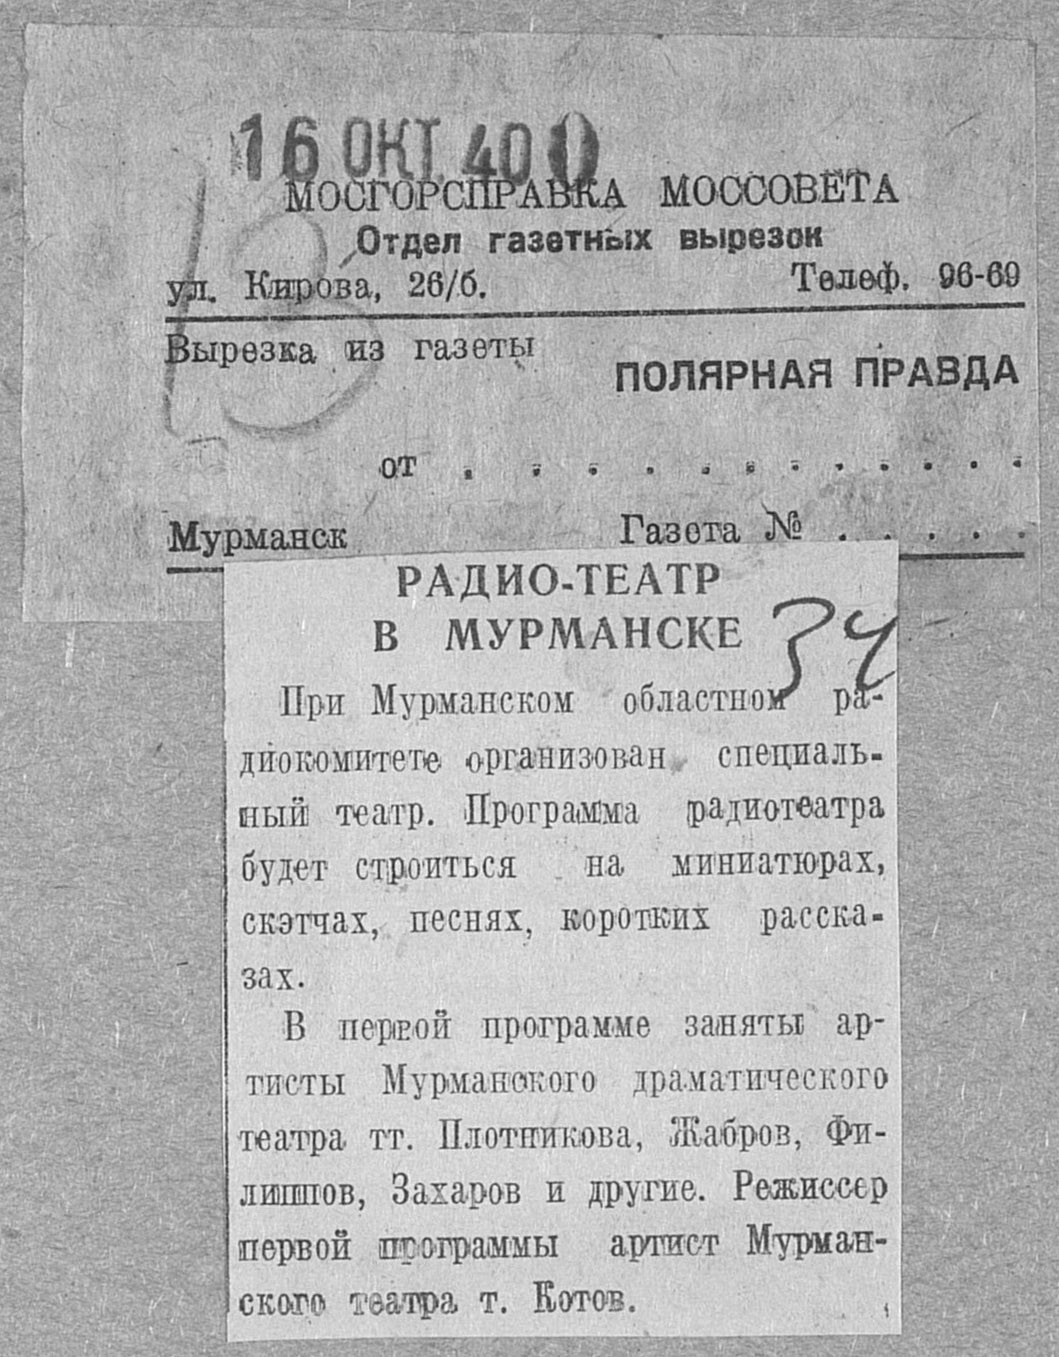 16 ОКТ. 40 0
МОСГОРСПРАВКА МОССОВЕТА
Отдел газетных вырезок
ул. Кирова, 26/б. Телеф. 96-69
13
Вырезка из газеты
ПОЛЯРНАЯ ПРАВДА
от . . . . . . . . . . . .
Мурманск Газета № . . . . .
РАДИО-ТЕАТР
В МУРМАНСКЕ
34
При Мурманском областном ра-
диокомитете организован специаль-
ный театр. Программа радиотеатра
будет строиться на миниатюрах,
скэтчах, песнях, коротких расска-
зах.
В первой программе заняты ар-
тисты Мурманского драматического
театра тт. Плотникова, Жабров, Фи-
липпов, Захаров и другие. Режиссер
первой программы артист Мурман-
ского театра т. Котов.